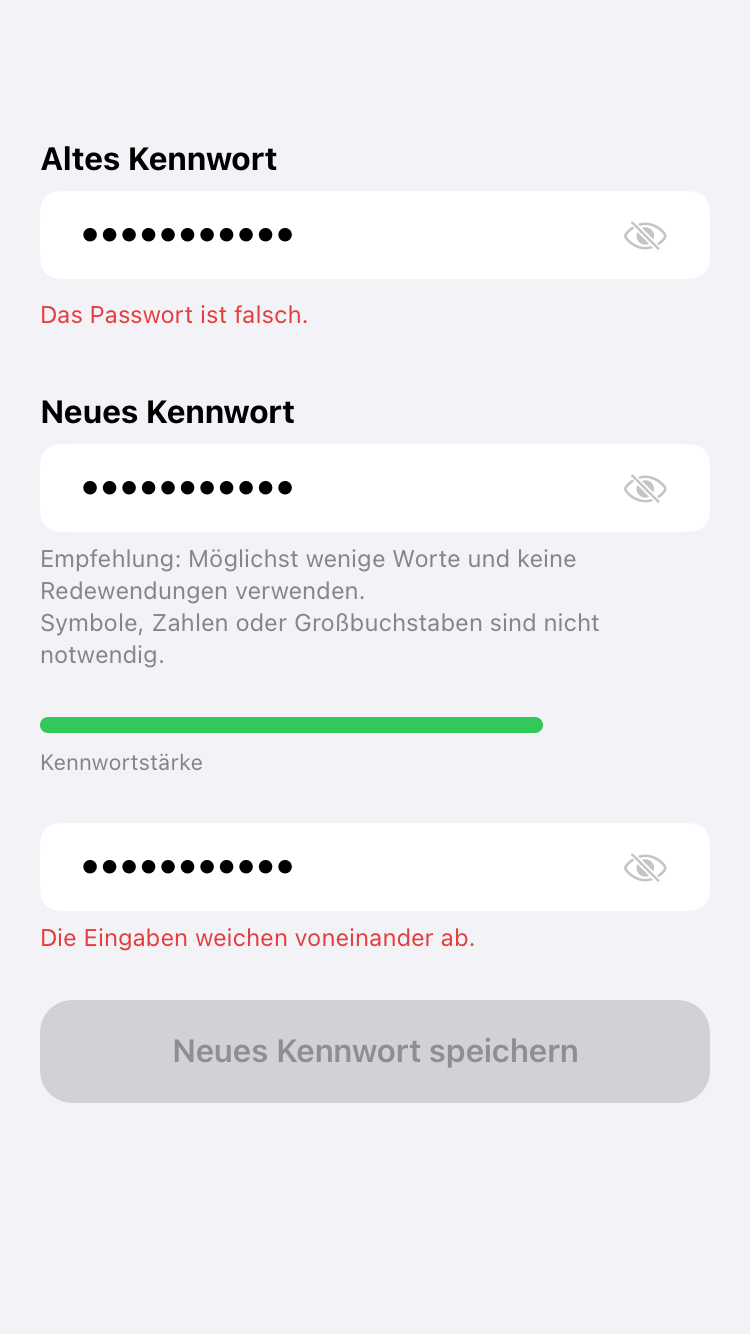 Altes Kennwort
●●●●●●●●●●●
Das Passwort ist falsch.
Neues Kennwort
●●●●●●●●●●●
Empfehlung: Möglichst wenige Worte und keine
Redewendungen verwenden.
Symbole, Zahlen oder Großbuchstaben sind nicht
notwendig.
Kennwortstärke
●●●●●●●●●●●
Die Eingaben weichen voneinander ab.
Neues Kennwort speichern